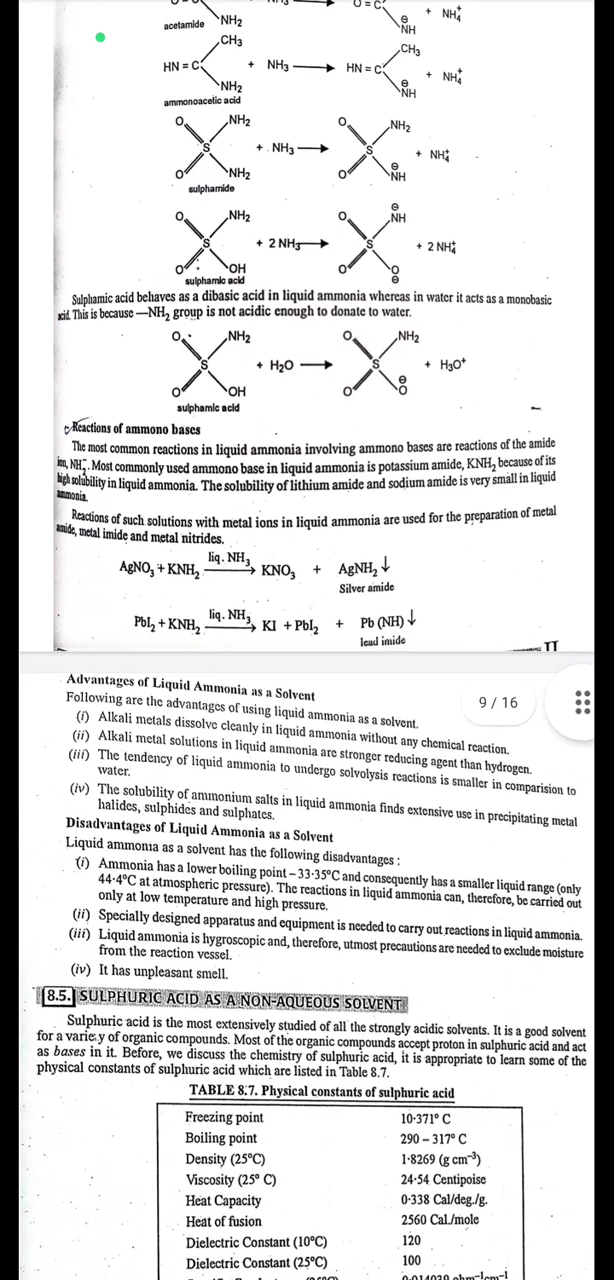 O = C
+ NH4+
acetamide NH2
⊖NH
CH3
CH3
HN = C + NH3 ⟶ HN = C + NH4+
NH2
⊖NH
ammonoacetic acid
O NH2 O NH2
S + NH3 ⟶ S + NH4+
O NH2 O ⊖NH
sulphamide
O NH2 O ⊖NH
S + 2 NH3 ⟶ S + 2 NH4+
O OH O O⊖
sulphamic acid
Sulphamic acid behaves as a dibasic acid in liquid ammonia whereas in water it acts as a monobasic
acid. This is because —NH2 group is not acidic enough to donate to water.
O NH2 O NH2
S + H2O ⟶ S + H3O+
O OH O O⊖
sulphamic acid
Reactions of ammono bases
The most common reactions in liquid ammonia involving ammono bases are reactions of the amide
ion, NH2−. Most commonly used ammono base in liquid ammonia is potassium amide, KNH2 because of its
high solubility in liquid ammonia. The solubility of lithium amide and sodium amide is very small in liquid
ammonia.
Reactions of such solutions with metal ions in liquid ammonia are used for the preparation of metal
amide, metal imide and metal nitrides.
AgNO3 + KNH2 liq. NH3 ⟶ KNO3 + AgNH2 ↓
Silver amide
PbI2 + KNH2 liq. NH3 ⟶ KI + PbI2 + Pb (NH) ↓
lead imide
Advantages of Liquid Ammonia as a Solvent
9 / 16
Following are the advantages of using liquid ammonia as a solvent.
(i) Alkali metals dissolve cleanly in liquid ammonia without any chemical reaction.
(ii) Alkali metal solutions in liquid ammonia are stronger reducing agent than hydrogen.
(iii) The tendency of liquid ammonia to undergo solvolysis reactions is smaller in comparision to
water.
(iv) The solubility of ammonium salts in liquid ammonia finds extensive use in precipitating metal
halides, sulphides and sulphates.
Disadvantages of Liquid Ammonia as a Solvent
Liquid ammonia as a solvent has the following disadvantages :
(i) Ammonia has a lower boiling point – 33·35°C and consequently has a smaller liquid range (only
44·4°C at atmospheric pressure). The reactions in liquid ammonia can, therefore, be carried out
only at low temperature and high pressure.
(ii) Specially designed apparatus and equipment is needed to carry out reactions in liquid ammonia.
(iii) Liquid ammonia is hygroscopic and, therefore, utmost precautions are needed to exclude moisture
from the reaction vessel.
(iv) It has unpleasant smell.
8.5. SULPHURIC ACID AS A NON-AQUEOUS SOLVENT
Sulphuric acid is the most extensively studied of all the strongly acidic solvents. It is a good solvent
for a variety of organic compounds. Most of the organic compounds accept proton in sulphuric acid and act
as bases in it. Before, we discuss the chemistry of sulphuric acid, it is appropriate to learn some of the
physical constants of sulphuric acid which are listed in Table 8.7.
TABLE 8.7. Physical constants of sulphuric acid
Freezing point 10·371° C
Boiling point 290 – 317° C
Density (25°C) 1·8269 (g cm–3)
Viscosity (25° C) 24·54 Centipoise
Heat Capacity 0·338 Cal/deg./g.
Heat of fusion 2560 Cal./mole
Dielectric Constant (10°C) 120
Dielectric Constant (25°C) 100